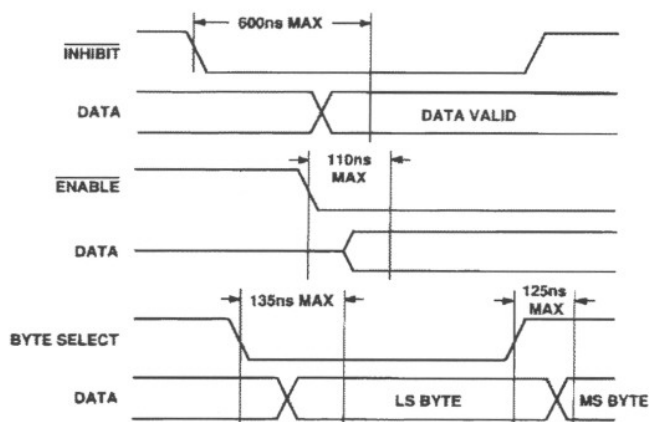 600ns MAX
INHIBIT
DATA
DATA VALID
110ns
MAX
ENABLE
DATA
135ns MAX
125ns
MAX
BYTE SELECT
DATA
LS BYTE
MS BYTE